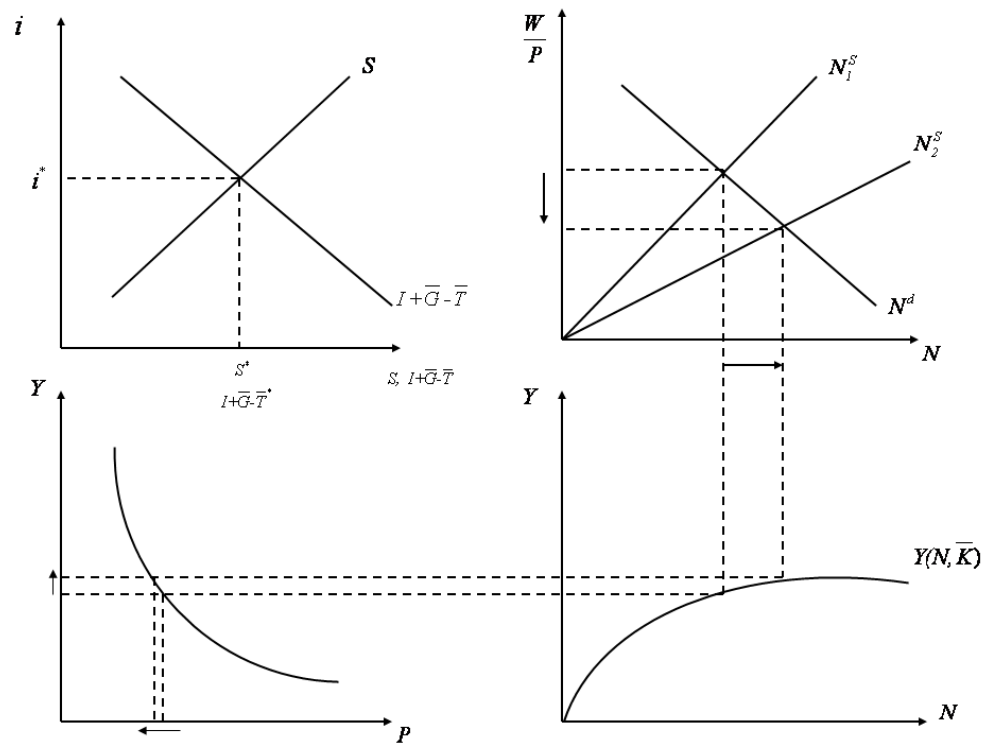 i
S
i*
I + G̅ - T̅
S*
I+G̅-T̅*
S, I+G̅-T̅
W
P
N₁ˢ
N₂ˢ
Nᵈ
N
Y
P
Y
Y(N, K̅)
N